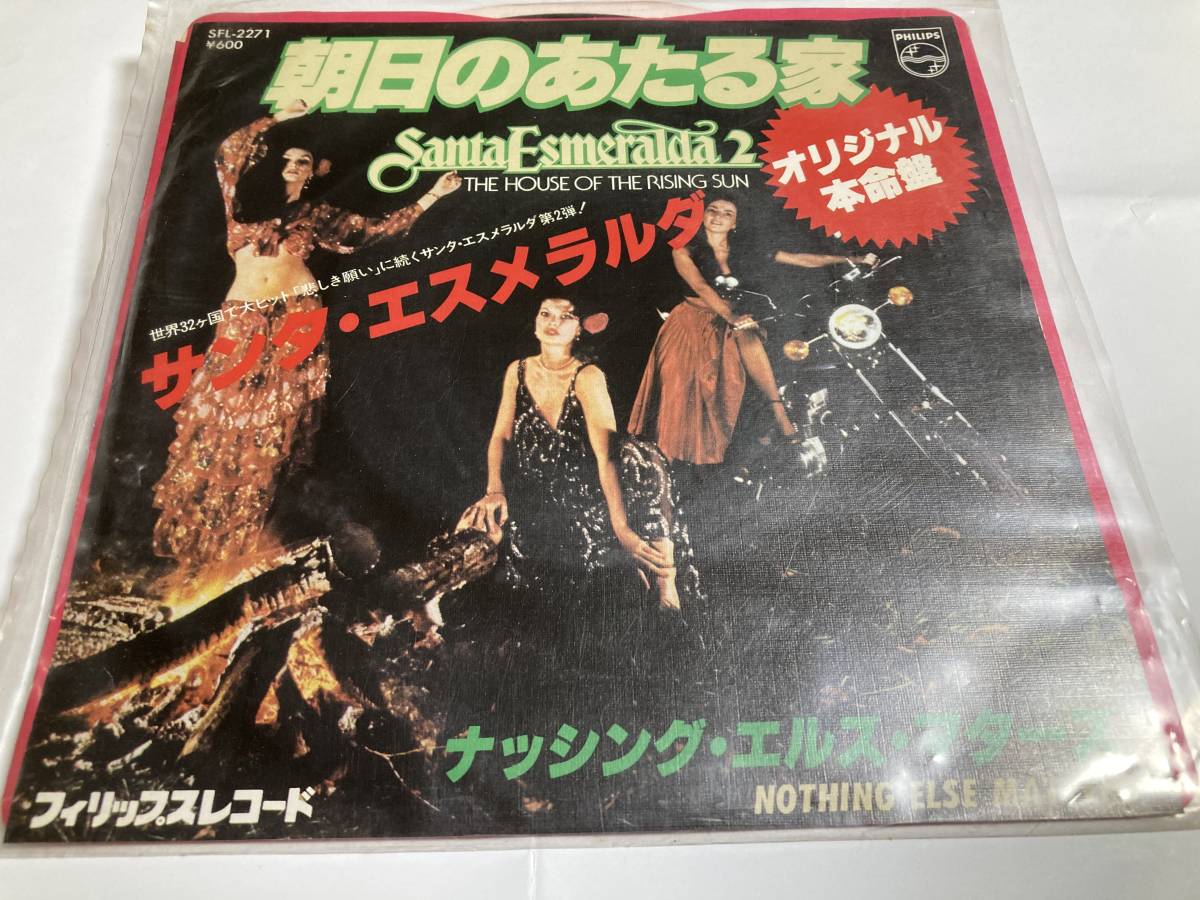 SFL-2271
¥600
朝日のあたる家
PHILIPS
Santa Esmeralda 2
THE HOUSE OF THE RISING SUN
オリジナル
本命盤
世界32ヶ国で大ヒット「悲しき願い」に続くサンタ・エスメラルダ第2弾!
サンタ・エスメラルダ
ナッシング・エルス・マターズ
NOTHING ELSE
フィリップスレコード